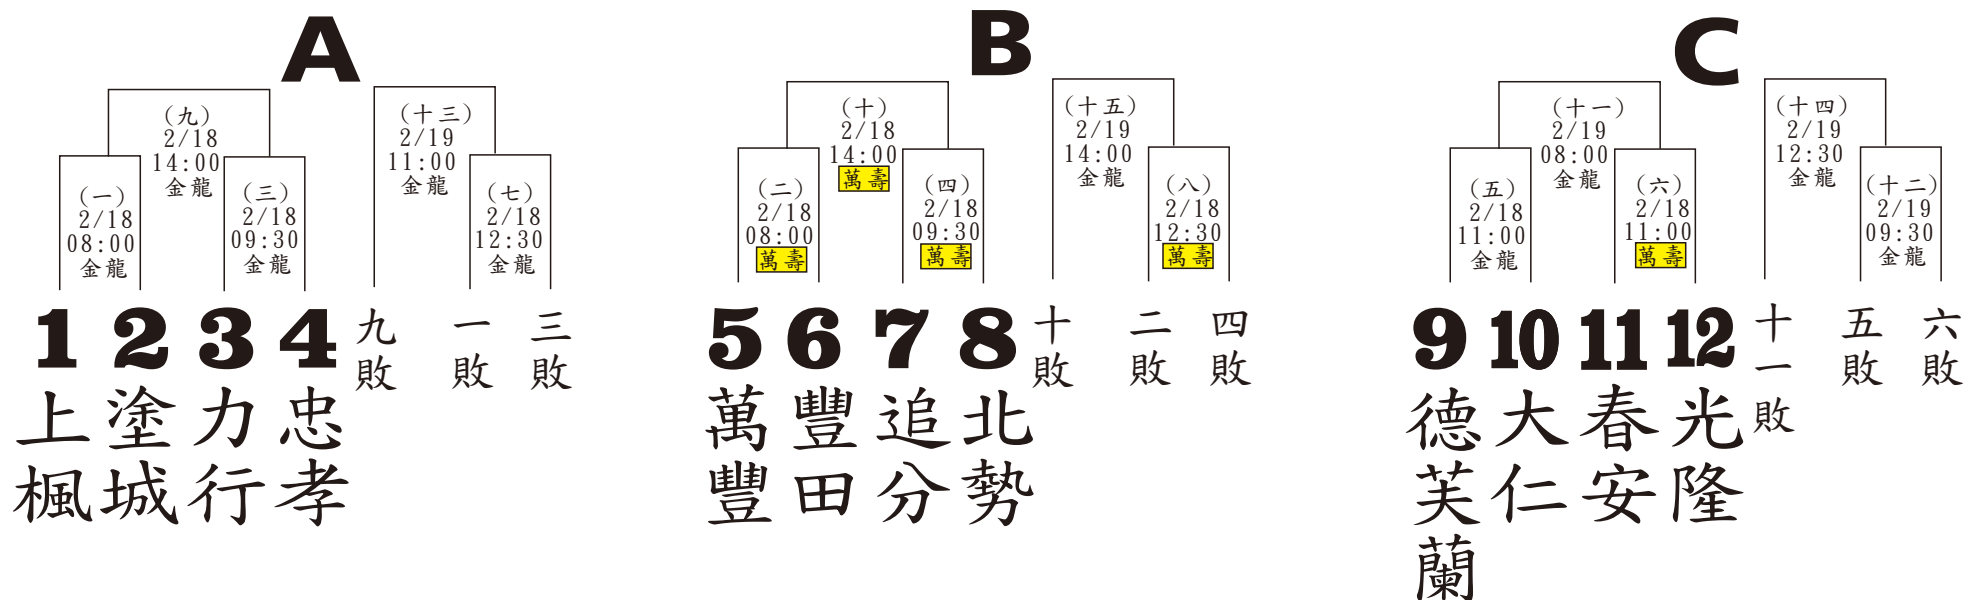 A
(九)
2/18
14:00
金龍
(十三)
2/19
11:00
金龍
(一)
2/18
08:00
金龍
(三)
2/18
09:30
金龍
(七)
2/18
12:30
金龍
1
2
3
4
上楓
塗城
力行
忠孝
九敗
一敗
三敗
B
(十)
2/18
14:00
萬壽
(十五)
2/19
14:00
金龍
(二)
2/18
08:00
萬壽
(四)
2/18
09:30
萬壽
(八)
2/18
12:30
萬壽
5
6
7
8
萬豐
豐田
追分
北勢
十敗
二敗
四敗
C
(十一)
2/19
08:00
金龍
(十四)
2/19
12:30
金龍
(五)
2/18
11:00
金龍
(六)
2/18
11:00
萬壽
(十二)
2/19
09:30
金龍
9
10
11
12
德芙蘭
大仁
春安
光隆
十一敗
五敗
六敗